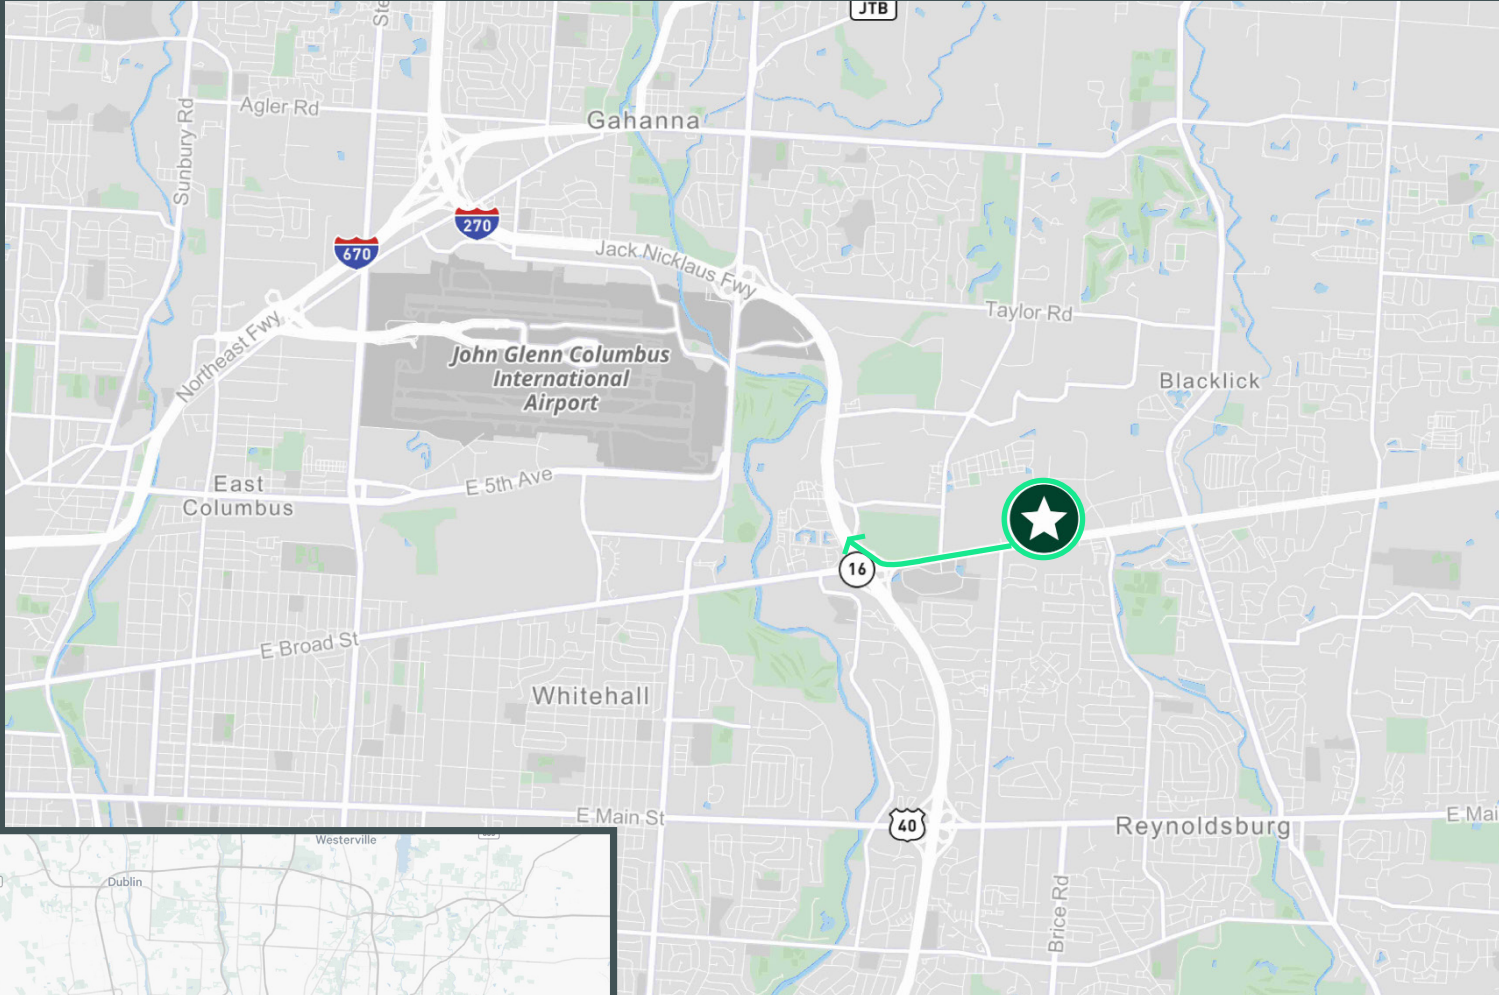 JTB
Ste
Agler Rd
Gahanna
Sunbury Rd
270
670
Jack Nicklaus Fwy
Northeast Fwy
Taylor Rd
John Glenn Columbus
International
Airport
Blacklick
East
Columbus
E 5th Ave
16
E Broad St
Whitehall
E Main St
40
Reynoldsburg
E Mai
Brice Rd
Westerville
Dublin